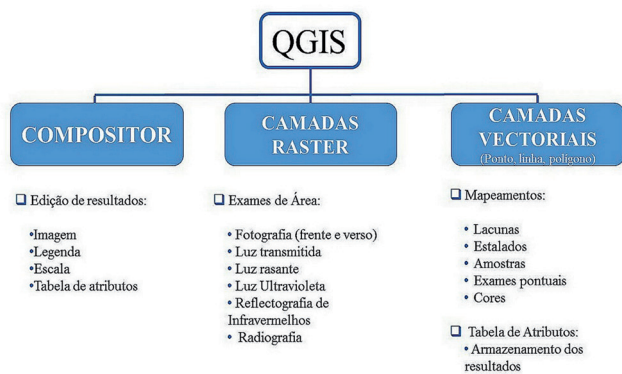 QGIS
COMPOSITOR
Edição de resultados:
•Imagem
•Legenda
•Escala
•Tabela de atributos
CAMADAS
RASTER
Exames de Área:
• Fotografia (frente e verso)
• Luz transmitida
• Luz rasante
• Luz Ultravioleta
• Reflectografia de
Infravermelhos
• Radiografia
CAMADAS
VECTORIAIS
(Ponto, linha, polígono)
Mapeamentos:
• Lacunas
• Estalados
• Amostras
• Exames pontuais
• Cores
Tabela de Atributos:
• Armazenamento dos
resultados